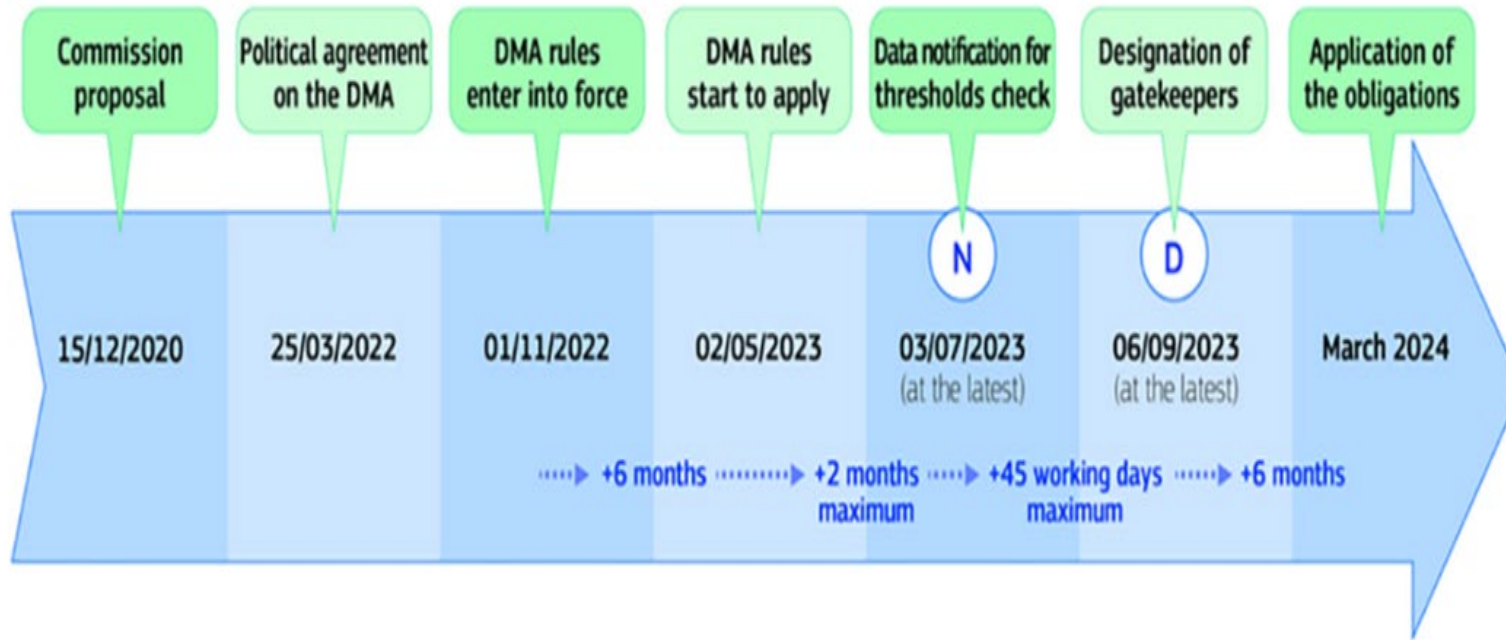 Commission
proposal
Political agreement
on the DMA
DMA rules
enter into force
DMA rules
start to apply
Data notification for
thresholds check
Designation of
gatekeepers
Application of
the obligations
N
D
15/12/2020
25/03/2022
01/11/2022
02/05/2023
03/07/2023
(at the latest)
06/09/2023
(at the latest)
March 2024
+6 months
+2 months
maximum
+45 working days
maximum
+6 months